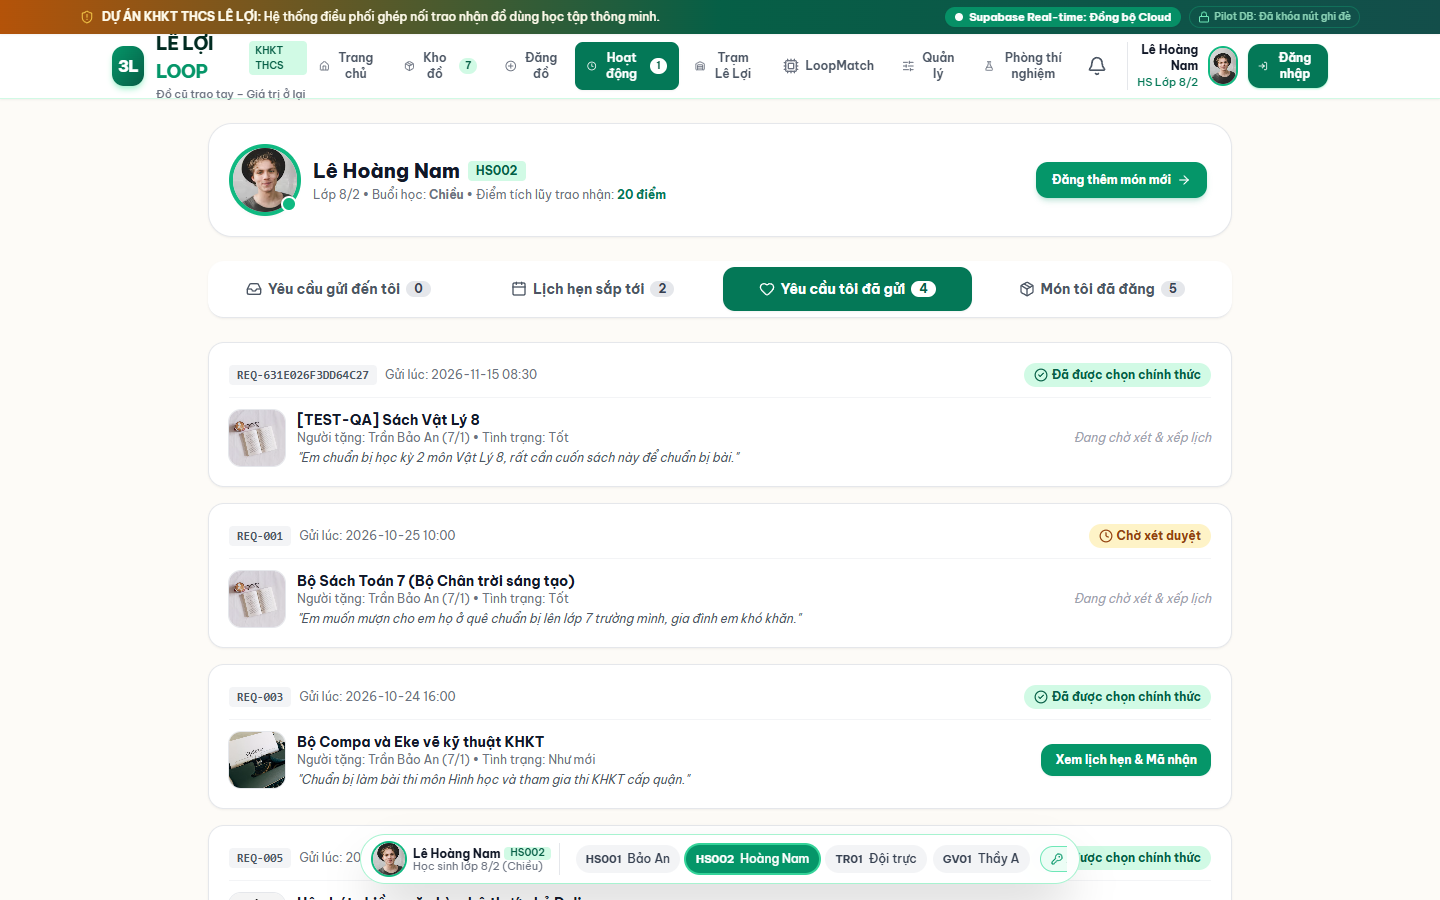 DỰ ÁN KHKT THCS LÊ LỢI: Hệ thống điều phối ghép nối trao nhận đồ dùng học tập thông minh.
Supabase Real-time: Đồng bộ Cloud
Pilot DB: Đã khóa nút ghi đè
3L
LÊ LỢI
LOOP
KHKT
THCS
Đồ cũ trao tay – Giá trị ở lại
Trang
chủ
Kho
đồ
7
Đăng
đồ
Hoạt
động
1
Trạm
Lê Lợi
LoopMatch
Quản
lý
Phòng thí
nghiệm
Lê Hoàng
Nam
HS Lớp 8/2
Đăng
nhập
Lê Hoàng Nam HS002
Lớp 8/2 • Buổi học: Chiều • Điểm tích lũy trao nhận: 20 điểm
Đăng thêm món mới →
Yêu cầu gửi đến tôi 0
Lịch hẹn sắp tới 2
Yêu cầu tôi đã gửi 4
Món tôi đã đăng 5
REQ-631E026F3DD64C27 Gửi lúc: 2026-11-15 08:30
Đã được chọn chính thức
[TEST-QA] Sách Vật Lý 8
Người tặng: Trần Bảo An (7/1) • Tình trạng: Tốt
"Em chuẩn bị học kỳ 2 môn Vật Lý 8, rất cần cuốn sách này để chuẩn bị bài."
Đang chờ xét & xếp lịch
REQ-001 Gửi lúc: 2026-10-25 10:00
Chờ xét duyệt
Bộ Sách Toán 7 (Bộ Chân trời sáng tạo)
Người tặng: Trần Bảo An (7/1) • Tình trạng: Tốt
"Em muốn mượn cho em họ ở quê chuẩn bị lên lớp 7 trường mình, gia đình em khó khăn."
Đang chờ xét & xếp lịch
REQ-003 Gửi lúc: 2026-10-24 16:00
Đã được chọn chính thức
Bộ Compa và Eke vẽ kỹ thuật KHKT
Người tặng: Trần Bảo An (7/1) • Tình trạng: Như mới
"Chuẩn bị làm bài thi môn Hình học và tham gia thi KHKT cấp quận."
Xem lịch hẹn & Mã nhận
REQ-005 Gửi lúc: 20
được chọn chính thức
Lê Hoàng Nam HS002
Học sinh lớp 8/2 (Chiều)
HS001 Bảo An
HS002 Hoàng Nam
TR01 Đội trực
GV01 Thầy A